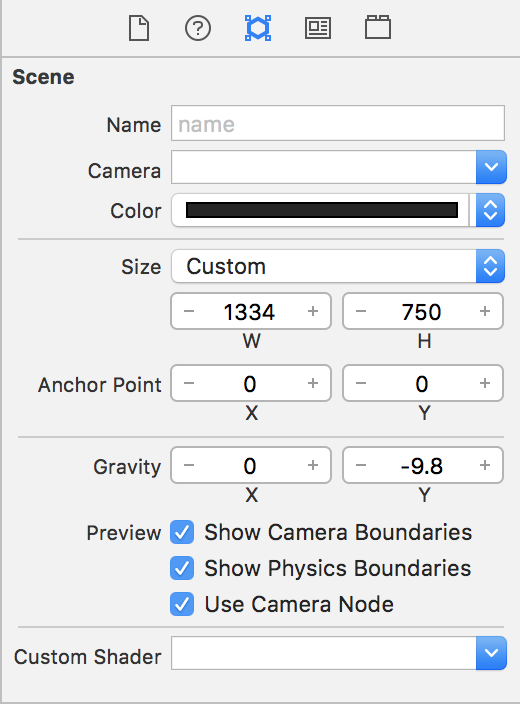 Scene
Name name
Camera
Color
Size Custom
− 1334 + − 750 +
W H
Anchor Point − 0 + − 0 +
X Y
Gravity − 0 + − -9.8 +
X Y
Preview Show Camera Boundaries
Show Physics Boundaries
Use Camera Node
Custom Shader